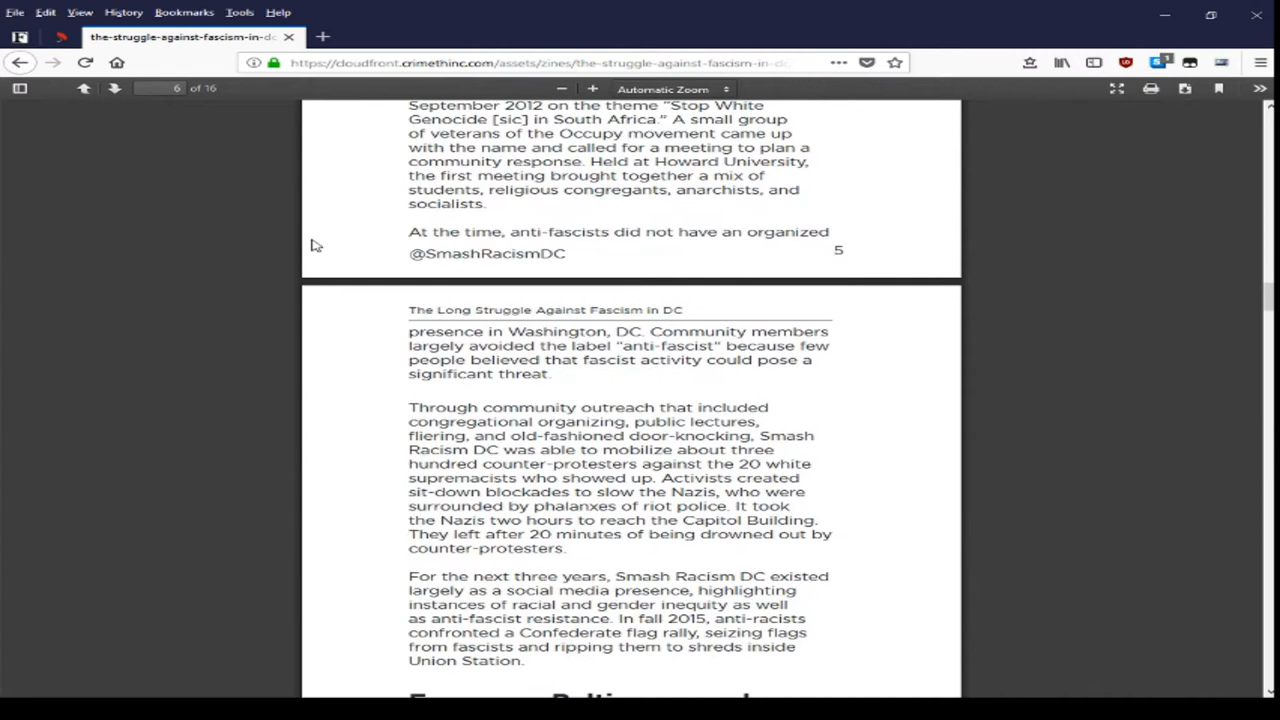 File Edit View History Bookmarks Tools Help
the-struggle-against-fascism-in-dc
https://cloudfront.crimethinc.com/assets/zines/the-struggle-against-fascism-in-dc
6 of 16
Automatic Zoom
September 2012 on the theme “Stop White
Genocide [sic] in South Africa.” A small group
of veterans of the Occupy movement came up
with the name and called for a meeting to plan a
community response. Held at Howard University,
the first meeting brought together a mix of
students, religious congregants, anarchists, and
socialists.
At the time, anti-fascists did not have an organized
@SmashRacismDC
5
The Long Struggle Against Fascism in DC
presence in Washington, DC. Community members
largely avoided the label “anti-fascist” because few
people believed that fascist activity could pose a
significant threat.
Through community outreach that included
congregational organizing, public lectures,
fliering, and old-fashioned door-knocking, Smash
Racism DC was able to mobilize about three
hundred counter-protesters against the 20 white
supremacists who showed up. Activists created
sit-down blockades to slow the Nazis, who were
surrounded by phalanxes of riot police. It took
the Nazis two hours to reach the Capitol Building.
They left after 20 minutes of being drowned out by
counter-protesters.
For the next three years, Smash Racism DC existed
largely as a social media presence, highlighting
instances of racial and gender inequity as well
as anti-fascist resistance. In fall 2015, anti-racists
confronted a Confederate flag rally, seizing flags
from fascists and ripping them to shreds inside
Union Station.